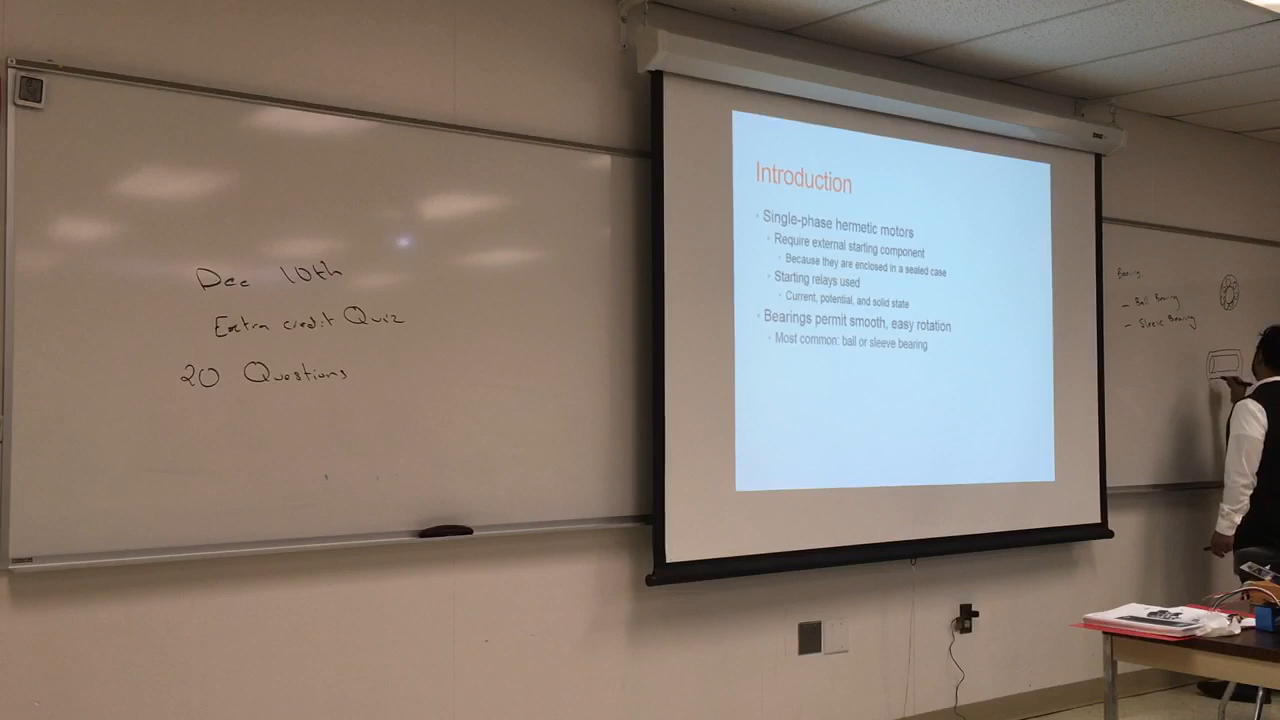 Dec 10th
Extra credit Quiz
20 Questions
Introduction
• Single-phase hermetic motors
• Require external starting component
• Because they are enclosed in a sealed case
• Starting relays used
• Current, potential, and solid state
• Bearings permit smooth, easy rotation
• Most common: ball or sleeve bearing
Bearing
– Ball Bearing
– Sleeve Bearing